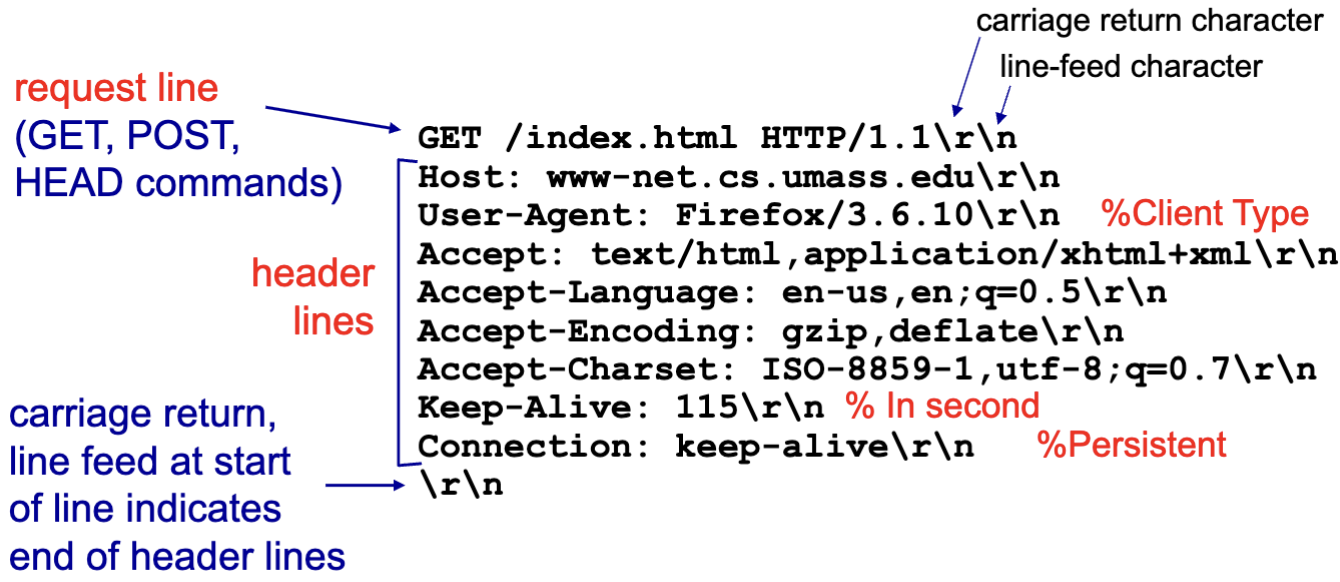 carriage return character
line-feed character
request line
(GET, POST,
HEAD commands)
GET /index.html HTTP/1.1\r\n
Host: www-net.cs.umass.edu\r\n
User-Agent: Firefox/3.6.10\r\n %Client Type
Accept: text/html,application/xhtml+xml\r\n
header
lines
Accept-Language: en-us,en;q=0.5\r\n
Accept-Encoding: gzip,deflate\r\n
Accept-Charset: ISO-8859-1,utf-8;q=0.7\r\n
Keep-Alive: 115\r\n % In second
Connection: keep-alive\r\n %Persistent
\r\n
carriage return,
line feed at start
of line indicates
end of header lines